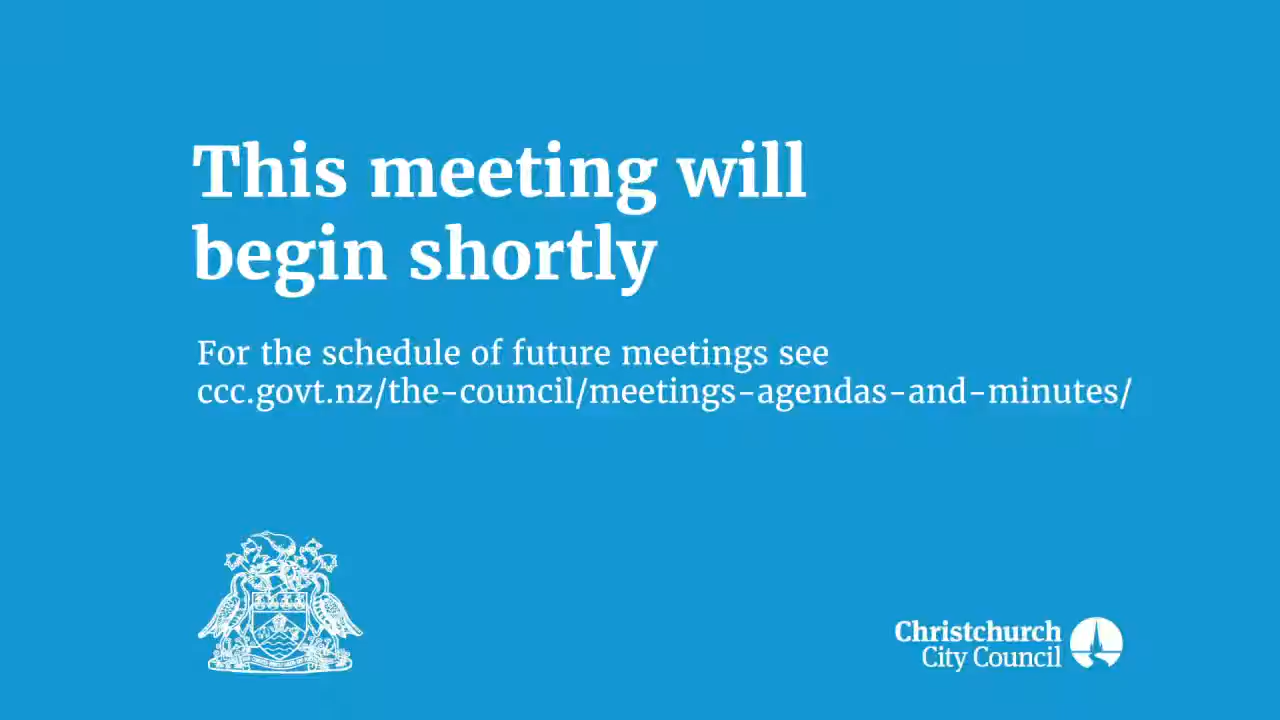 This meeting will
begin shortly
For the schedule of future meetings see
ccc.govt.nz/the-council/meetings-agendas-and-minutes/
Christchurch
City Council